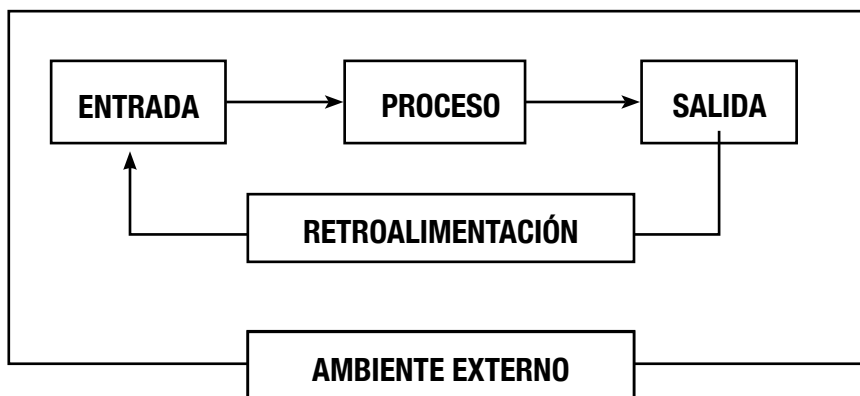 ENTRADA
PROCESO
SALIDA
RETROALIMENTACIÓN
AMBIENTE EXTERNO